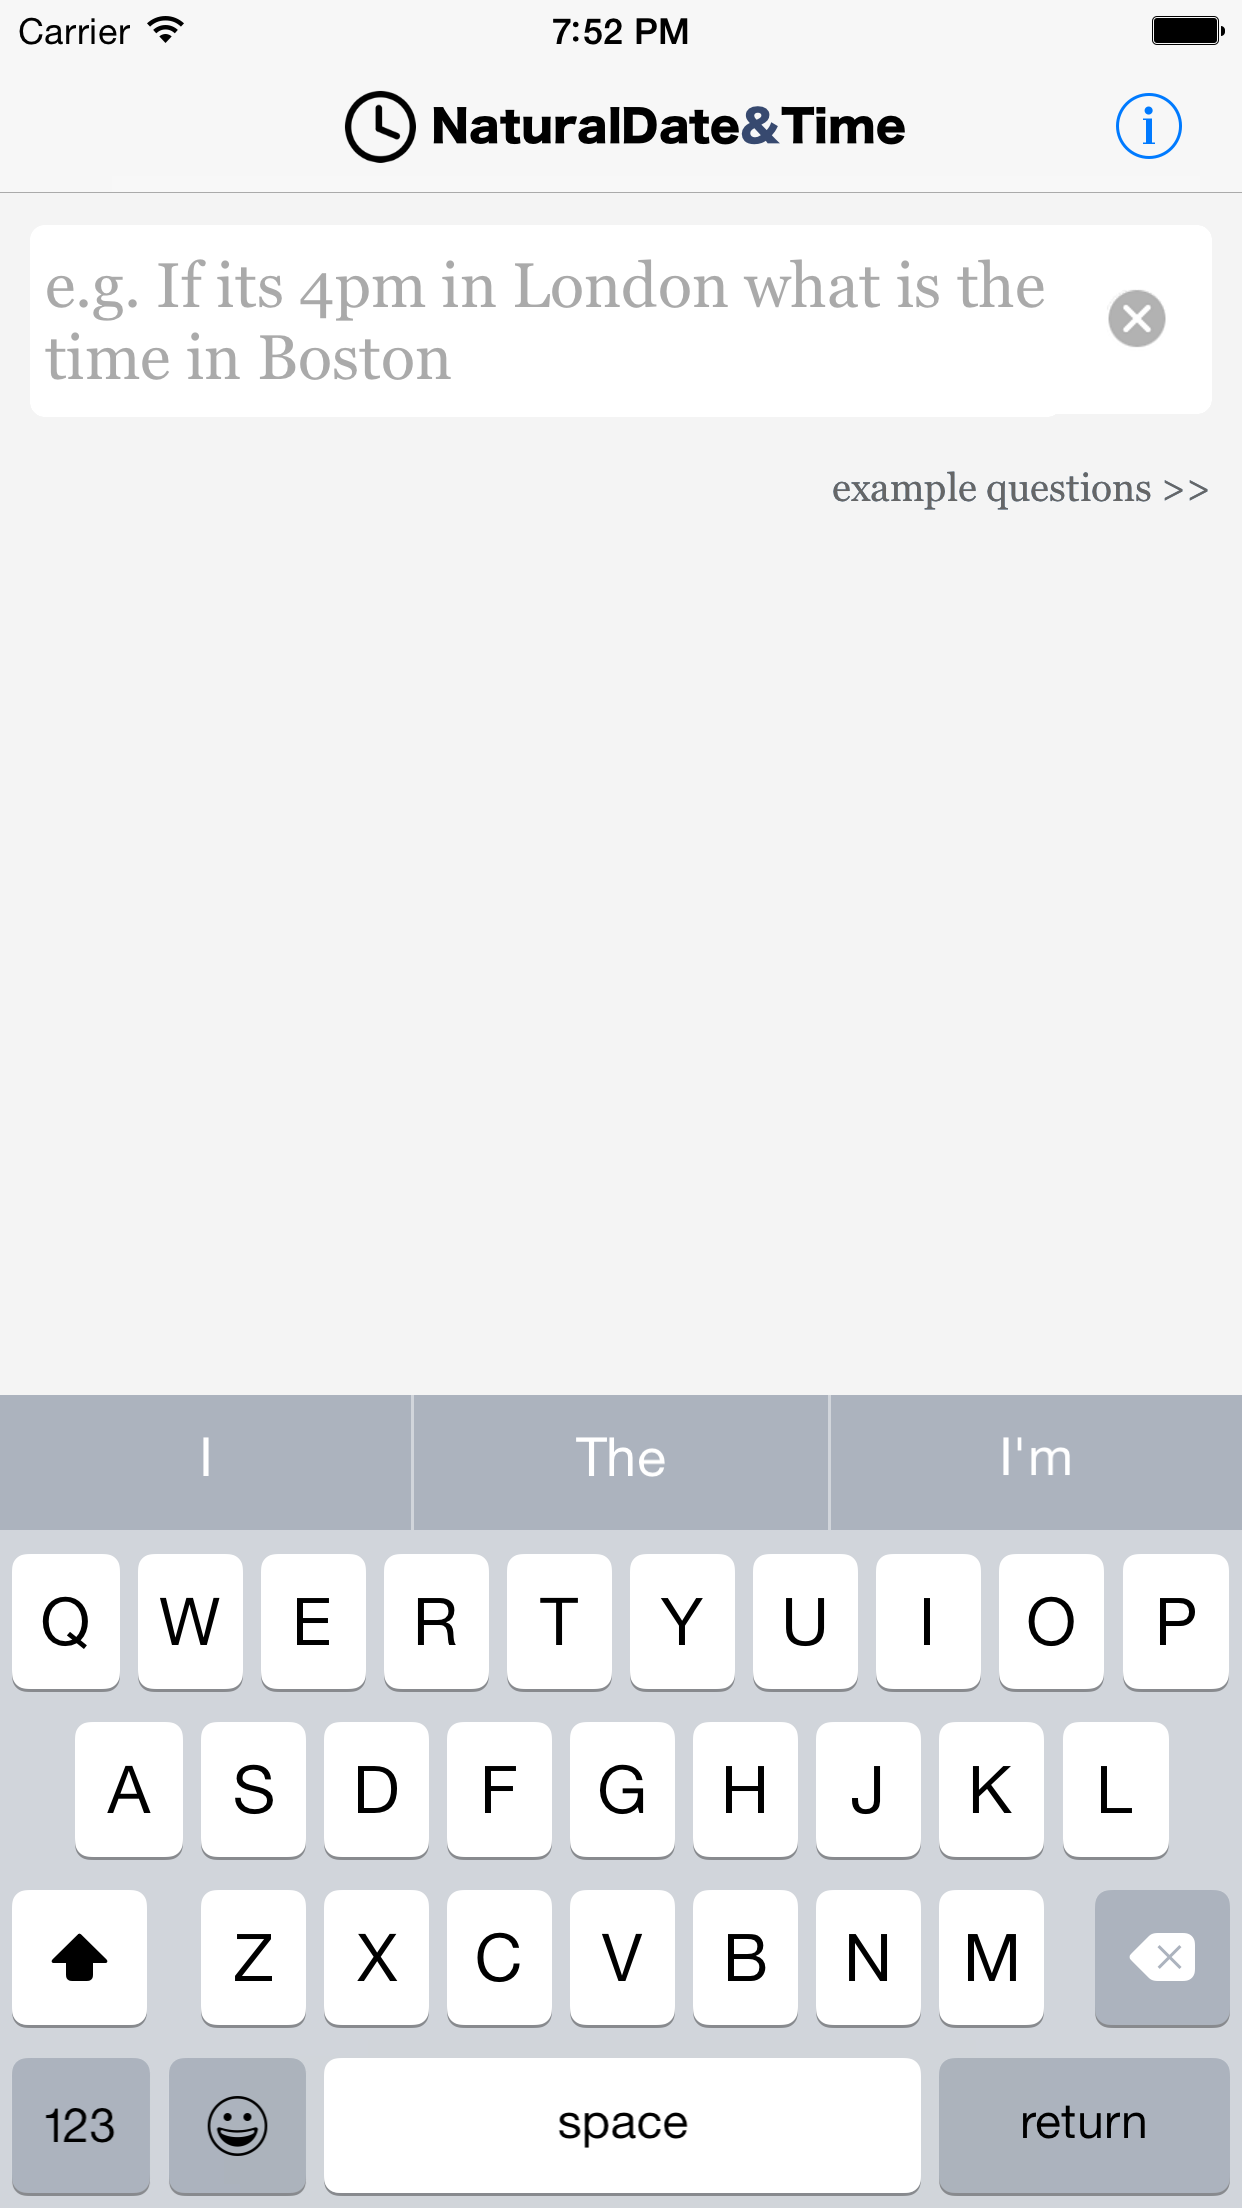 Carrier 7:52 PM
NaturalDate&Time
i
e.g. If its 4pm in London what is the
time in Boston
example questions >>
I The I'm
Q W E R T Y U I O P
A S D F G H J K L
Z X C V B N M
123 space return